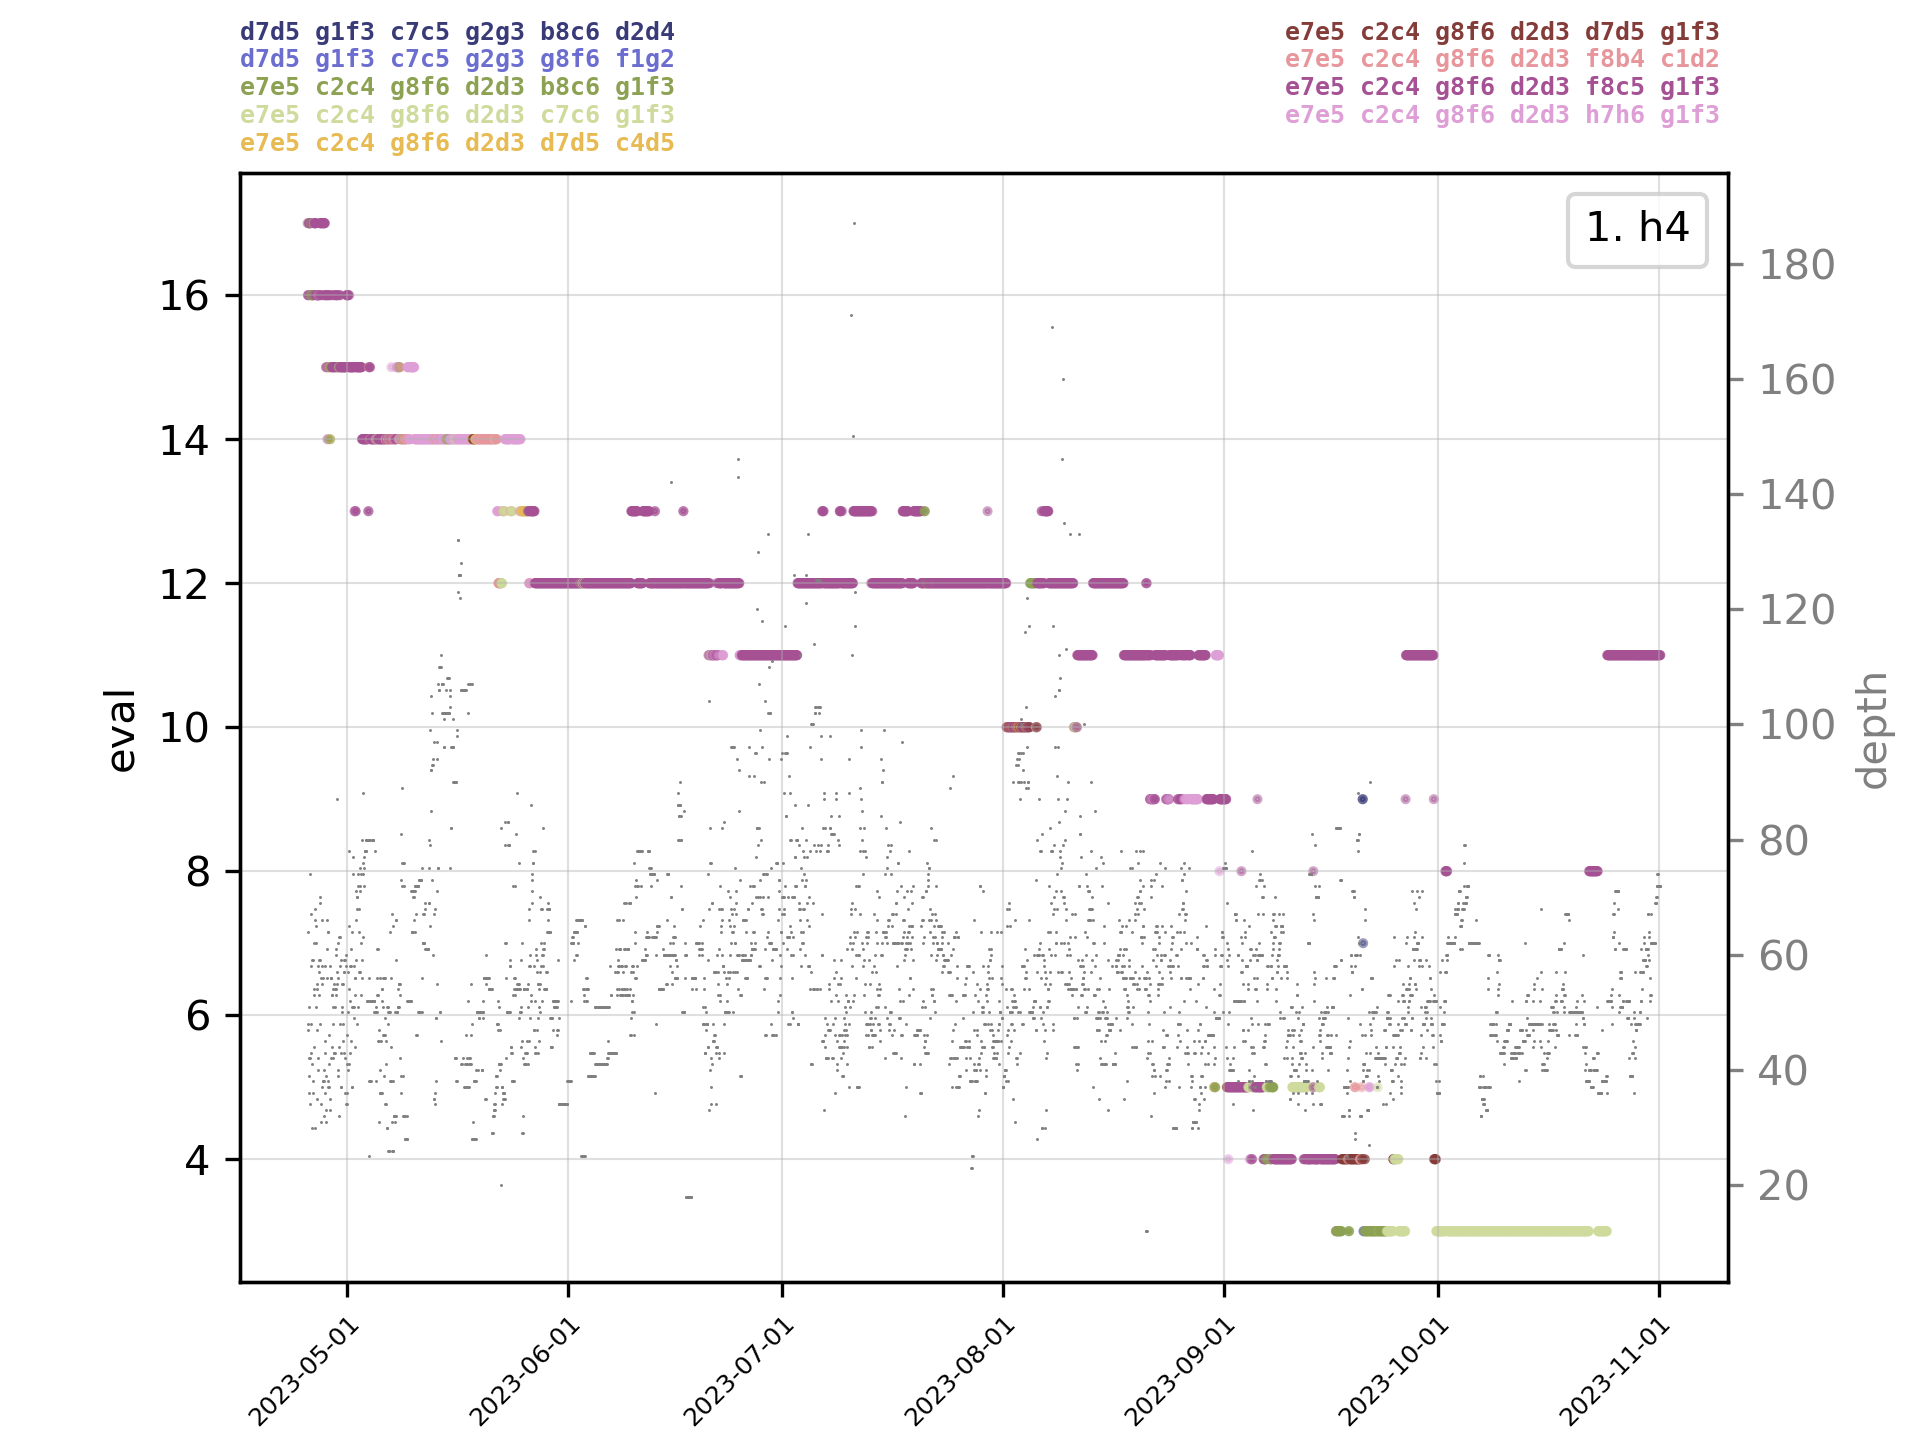 d7d5 g1f3 c7c5 g2g3 b8c6 d2d4
d7d5 g1f3 c7c5 g2g3 g8f6 f1g2
e7e5 c2c4 g8f6 d2d3 b8c6 g1f3
e7e5 c2c4 g8f6 d2d3 c7c6 g1f3
e7e5 c2c4 g8f6 d2d3 d7d5 c4d5
e7e5 c2c4 g8f6 d2d3 d7d5 g1f3
e7e5 c2c4 g8f6 d2d3 f8b4 c1d2
e7e5 c2c4 g8f6 d2d3 f8c5 g1f3
e7e5 c2c4 g8f6 d2d3 h7h6 g1f3
1. h4
eval
16
14
12
10
8
6
4
180
160
140
120
100
80
60
40
20
depth
2023-05-01
2023-06-01
2023-07-01
2023-08-01
2023-09-01
2023-10-01
2023-11-01